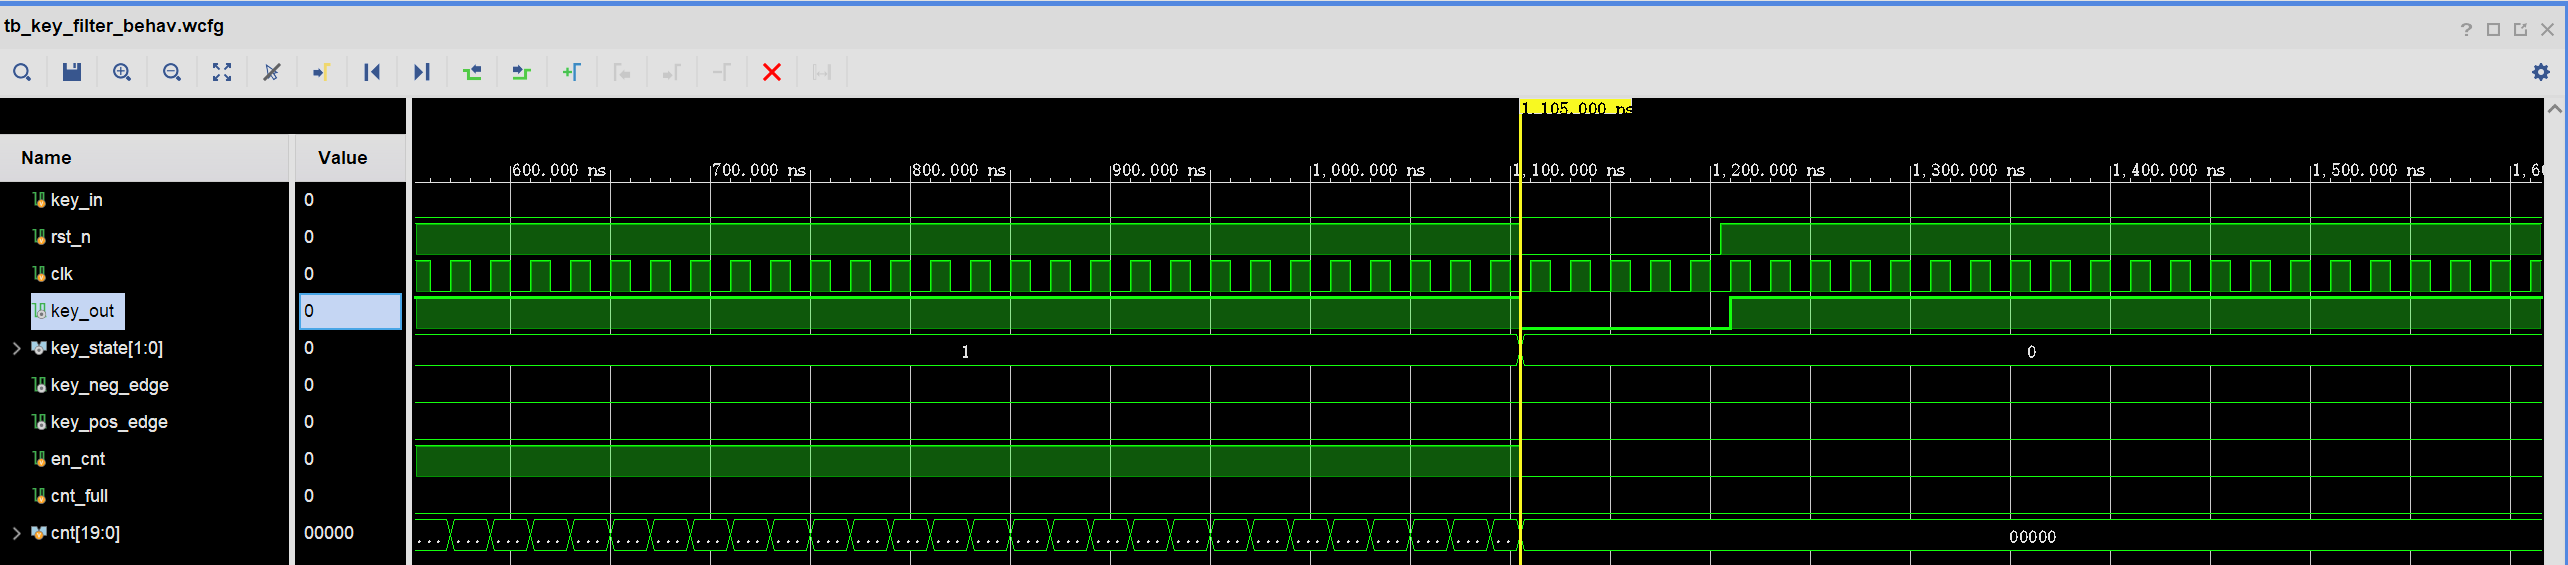 tb_key_filter_behav.wcfg
1,105.000 ns
Name Value
600.000 ns 700.000 ns 800.000 ns 900.000 ns 1,000.000 ns 1,100.000 ns 1,200.000 ns 1,300.000 ns 1,400.000 ns 1,500.000 ns 1,60
key_in 0
rst_n 0
clk 0
key_out 0
key_state[1:0] 0 1 0
key_neg_edge 0
key_pos_edge 0
en_cnt 0
cnt_full 0
cnt[19:0] 00000 ... ... ... ... ... ... ... ... ... ... ... ... ... ... ... ... ... ... ... ... ... ... ... ... ... ... ... .. 00000